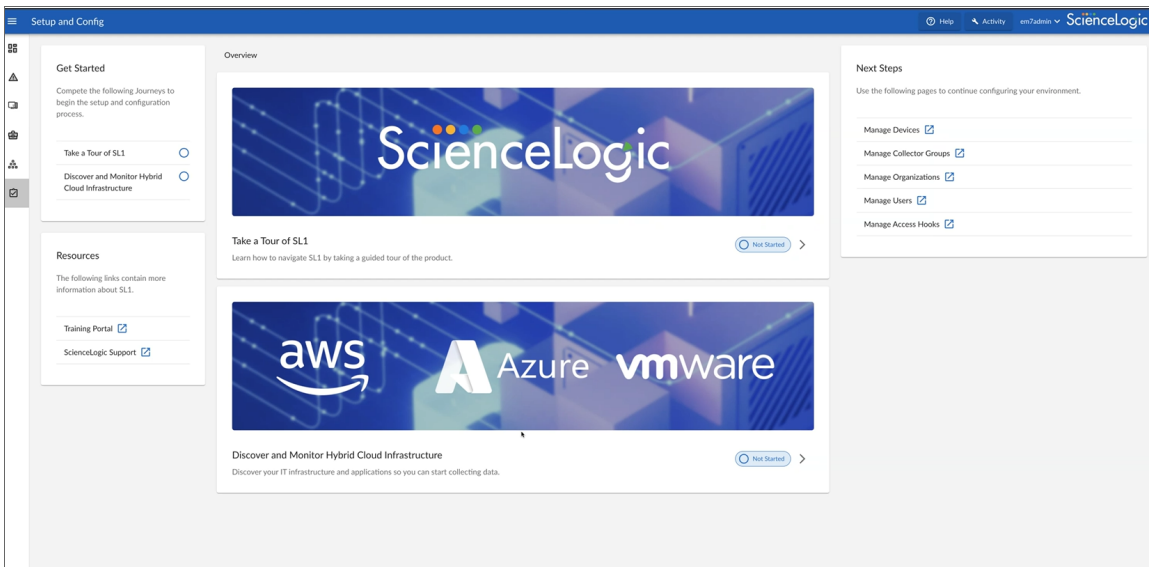 Setup and Config
Help
Activity
em7admin
ScienceLogic
Get Started
Compete the following Journeys to
begin the setup and configuration
process.
Take a Tour of SL1
Discover and Monitor Hybrid
Cloud Infrastructure
Resources
The following links contain more
information about SL1.
Training Portal
ScienceLogic Support
Overview
ScienceLogic
Take a Tour of SL1
Not Started
Learn how to navigate SL1 by taking a guided tour of the product.
aws
Azure
vmware
Discover and Monitor Hybrid Cloud Infrastructure
Not Started
Discover your IT infrastructure and applications so you can start collecting data.
Next Steps
Use the following pages to continue configuring your environment.
Manage Devices
Manage Collector Groups
Manage Organizations
Manage Users
Manage Access Hooks